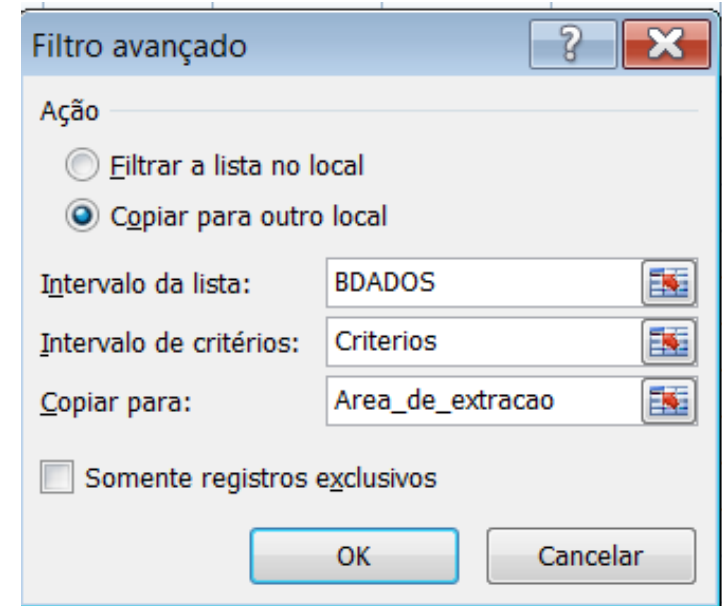 Filtro avançado
Ação
Filtrar a lista no local
Copiar para outro local
Intervalo da lista: BDADOS
Intervalo de critérios: Criterios
Copiar para: Area_de_extracao
Somente registros exclusivos
OK Cancelar